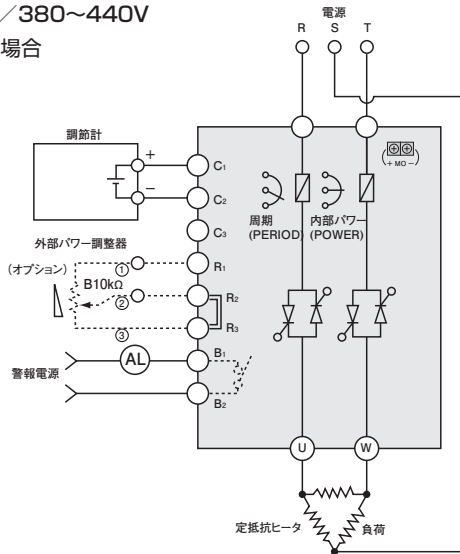 ／380～440V
場合
電源
R S T
調節計
+
−
C1
C2
C3
(+ MO −)
周期
(PERIOD)
内部パワー
(POWER)
外部パワー調整器
(オプション)
B10kΩ
①
②
③
R1
R2
R3
AL
B1
B2
警報電源
U W
定抵抗ヒータ 負荷